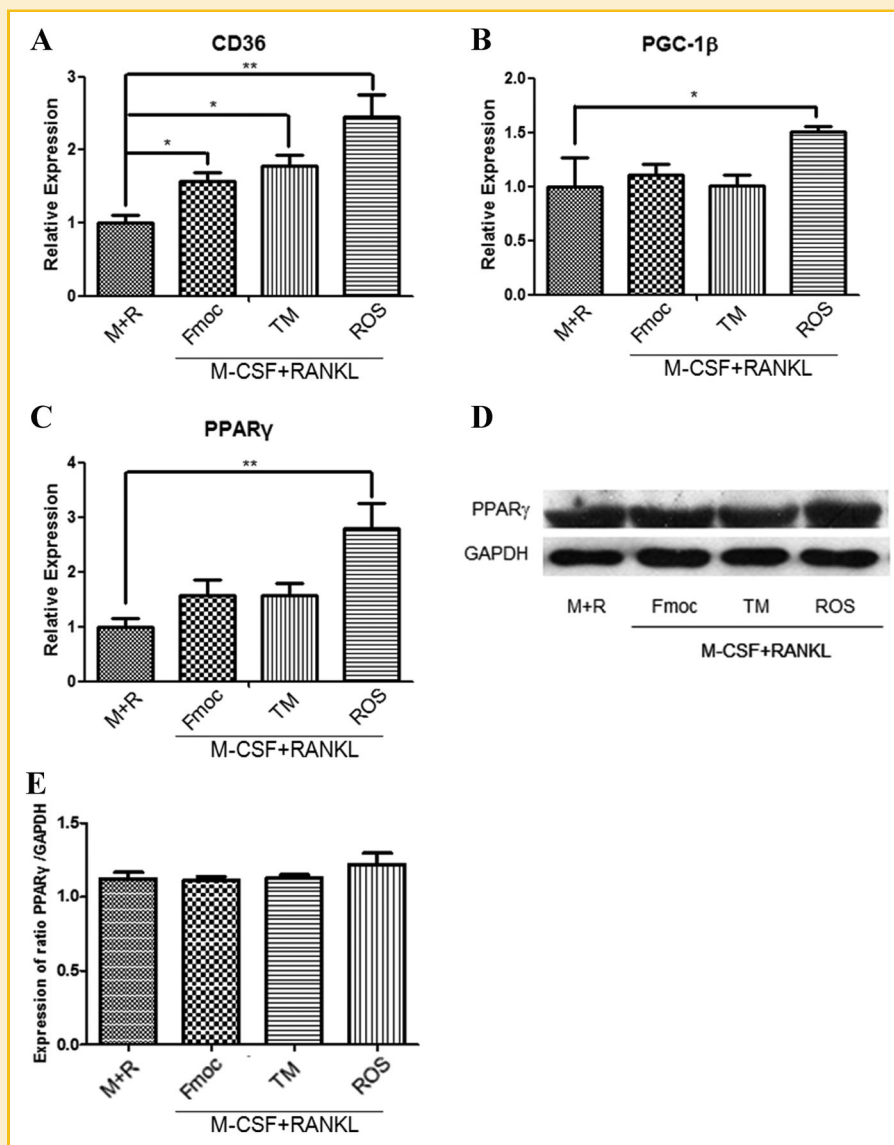 A
CD36
Relative Expression
3
2
1
0
**
*
*
M+R
Fmoc
TM
ROS
M-CSF+RANKL
B
PGC-1β
Relative Expression
2.0
1.5
1.0
0.5
0.0
*
M+R
Fmoc
TM
ROS
M-CSF+RANKL
C
PPARγ
Relative Expression
4
3
2
1
0
**
M+R
Fmoc
TM
ROS
M-CSF+RANKL
D
PPARγ
GAPDH
M+R Fmoc TM ROS
M-CSF+RANKL
E
Expression of ratio PPARγ /GAPDH
1.5
1.0
0.5
0.0
M+R
Fmoc
TM
ROS
M-CSF+RANKL